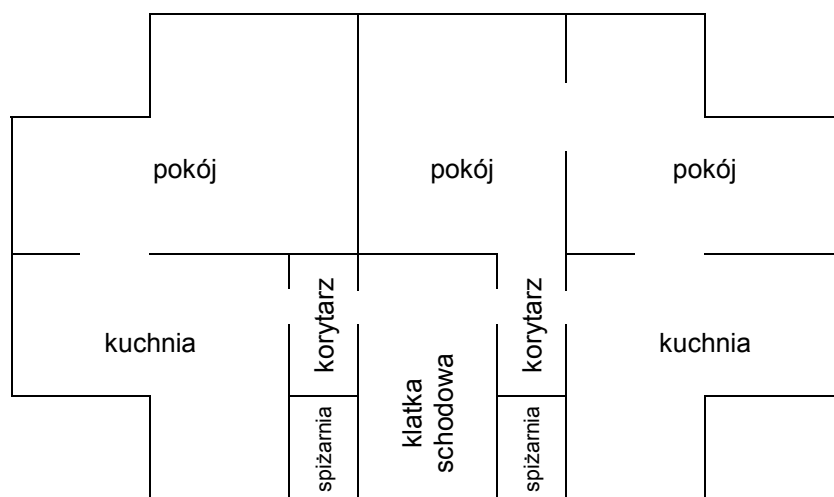 pokój
pokój
pokój
kuchnia
korytarz
klatka
schodowa
korytarz
kuchnia
spiżarnia
spiżarnia